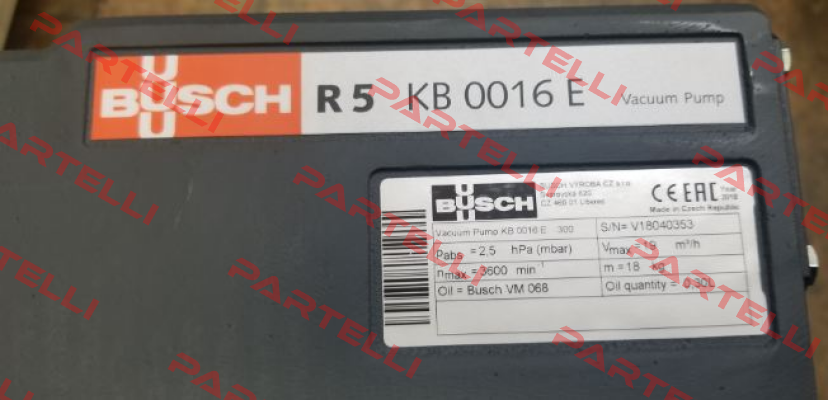 BUSCH
R 5 KB 0016 E Vacuum Pump
BUSCH
BUSCH VYROBA CZ s.r.o.
CZ 460 01 Liberec
CE EAC Year 2018
Made in Czech Republic
Vacuum Pump KB 0016 E 300
S/N= V18040353
Pabs = 2,5 hPa (mbar)
Vmax = 19 m³/h
nmax = 3600 min⁻¹
m = 18 kg
Oil = Busch VM 068
Oil quantity =
PARTELLI
PARTELLI
PARTELLI
PARTELLI
PARTELLI
PARTELLI
PARTELLI
PARTELLI